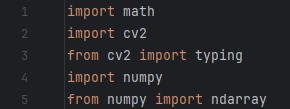 1 import math
2 import cv2
3 from cv2 import typing
4 import numpy
5 from numpy import ndarray